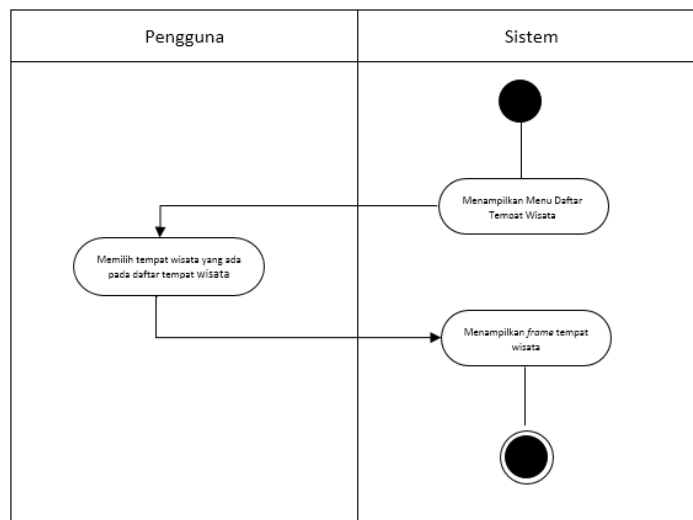 Pengguna
Sistem
Menampilkan Menu Daftar
Tempat Wisata
Memilih tempat wisata yang ada
pada daftar tempat wisata
Menampilkan frame tempat
wisata